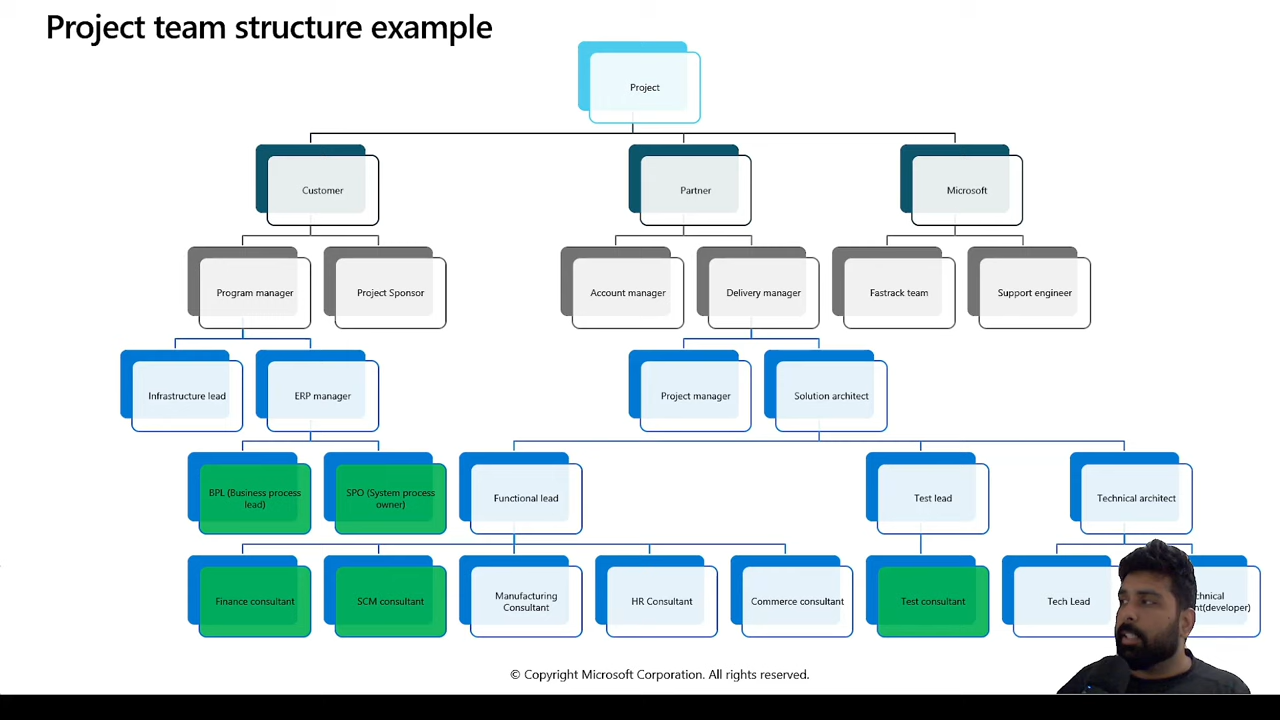 Project team structure example
Project
Customer
Partner
Microsoft
Program manager
Project Sponsor
Account manager
Delivery manager
Fastrack team
Support engineer
Infrastructure lead
ERP manager
Project manager
Solution architect
BPL (Business process
lead)
SPO (System process
owner)
Functional lead
Test lead
Technical architect
Finance consultant
SCM consultant
Manufacturing
Consultant
HR Consultant
Commerce consultant
Test consultant
Tech Lead
© Copyright Microsoft Corporation. All rights reserved.